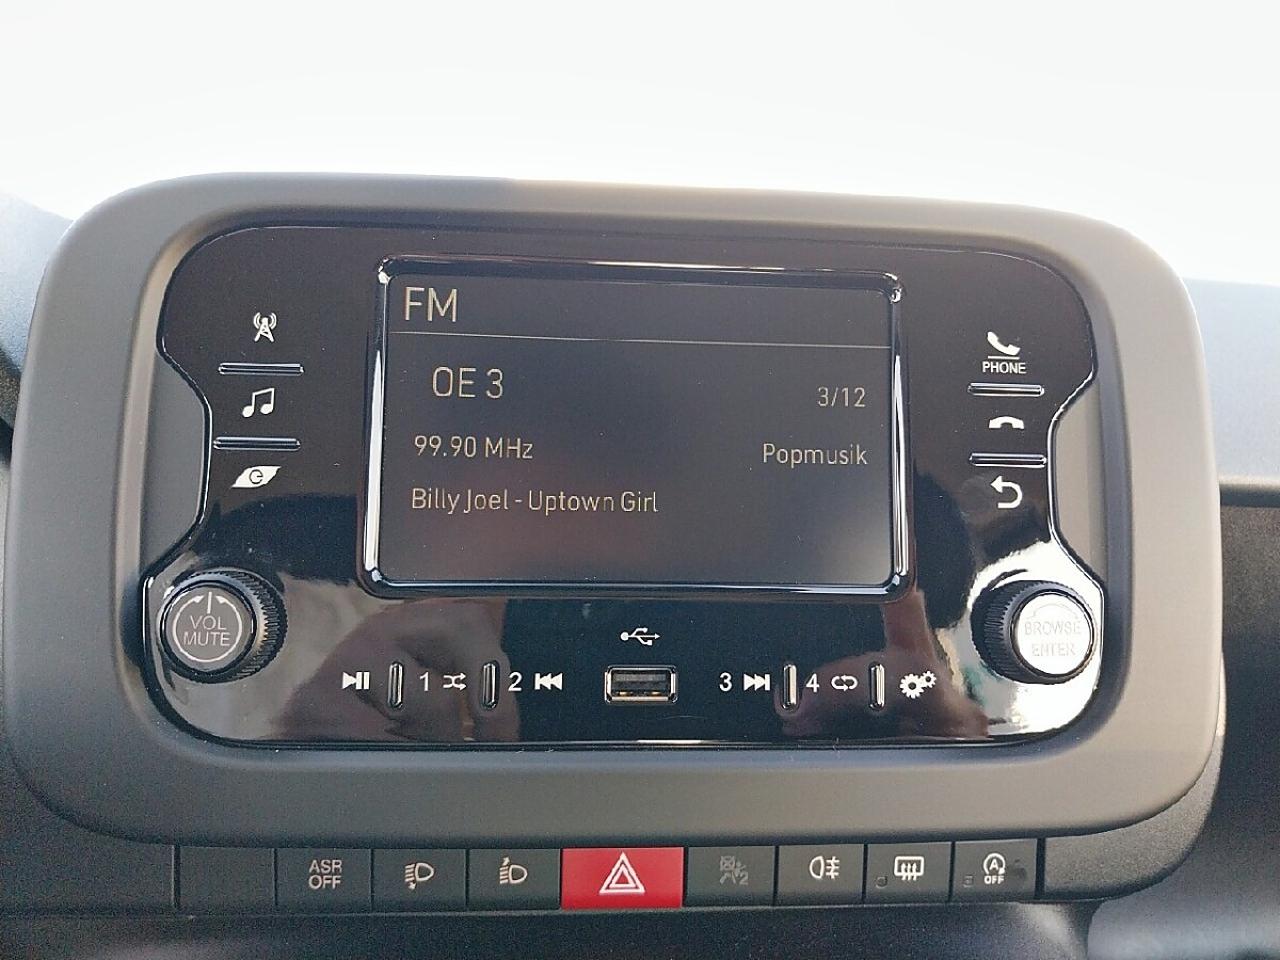 FM
OE 3
3/12
99.90 MHz
Popmusik
Billy Joel - Uptown Girl
PHONE
VOL
MUTE
BROWSE
ENTER
1
2
3
4
ASR
OFF
2
A
OFF